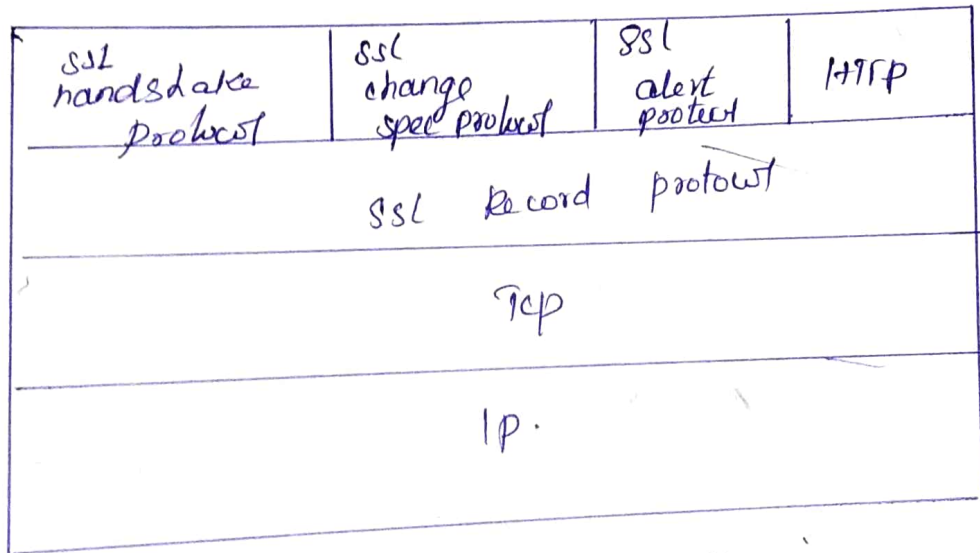 SSL
handshake
Protocol
SSL
change
spec protocol
SSL
alert
protocol
HTTP
SSL Record protocol
TCP
IP.